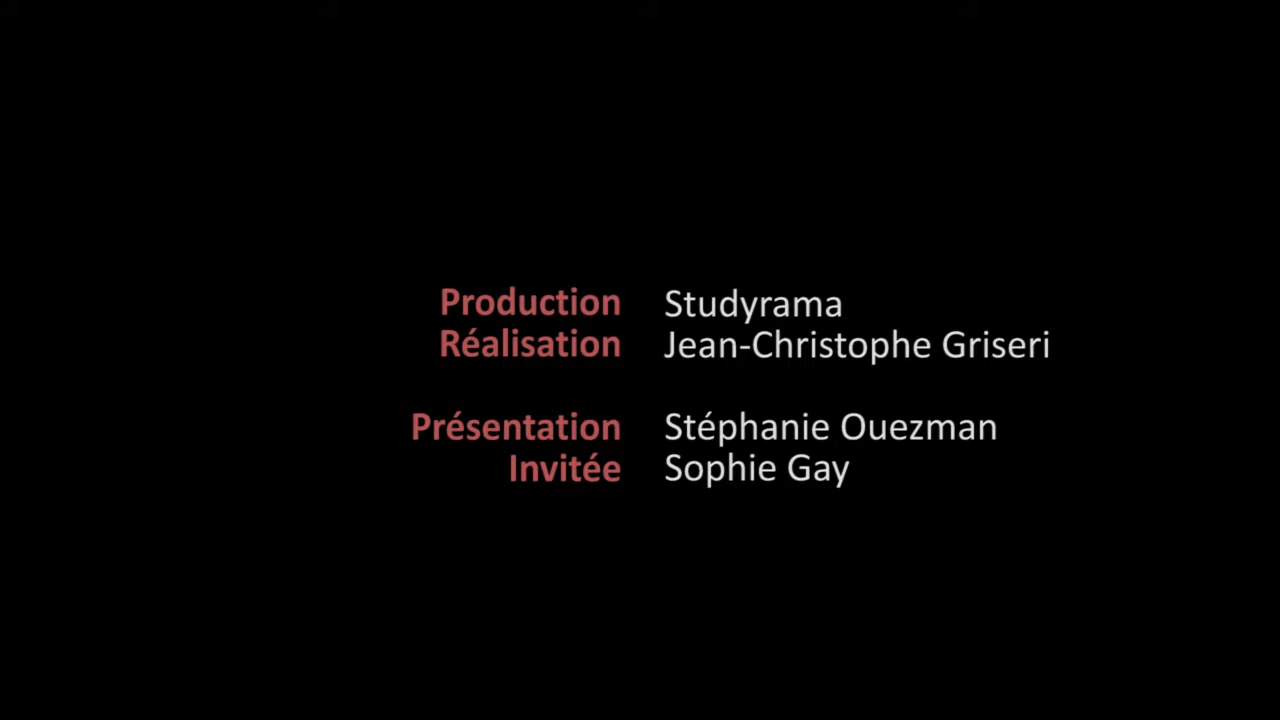 Production Studyrama
Réalisation Jean-Christophe Griseri
Présentation Stéphanie Ouezman
Invitée Sophie Gay